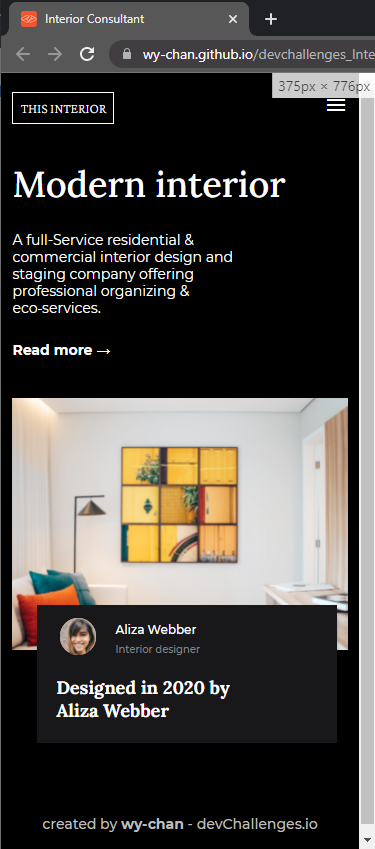 Interior Consultant
wy-chan.github.io/devchallenges_Inte
375px × 776px
THIS INTERIOR
Modern interior
A full-Service residential &
commercial interior design and
staging company offering
professional organizing &
eco-services.
Read more →
Aliza Webber
Interior designer
Designed in 2020 by
Aliza Webber
created by wy-chan - devChallenges.io